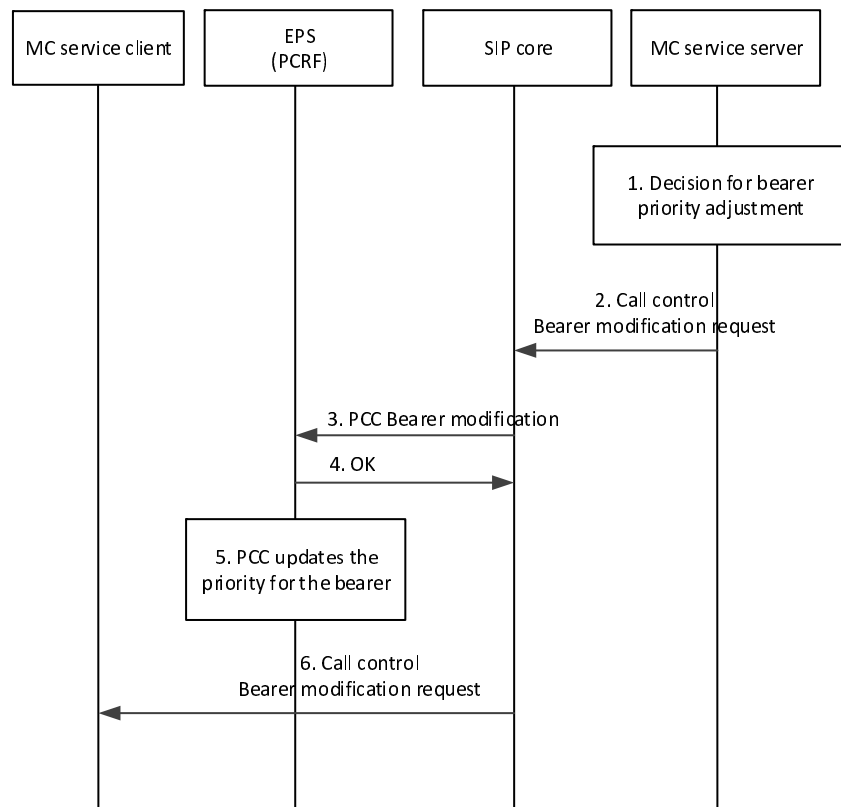 MC service client
EPS
(PCRF)
SIP core
MC service server
1. Decision for bearer
priority adjustment
2. Call control
Bearer modification request
3. PCC Bearer modification
4. OK
5. PCC updates the
priority for the bearer
6. Call control
Bearer modification request